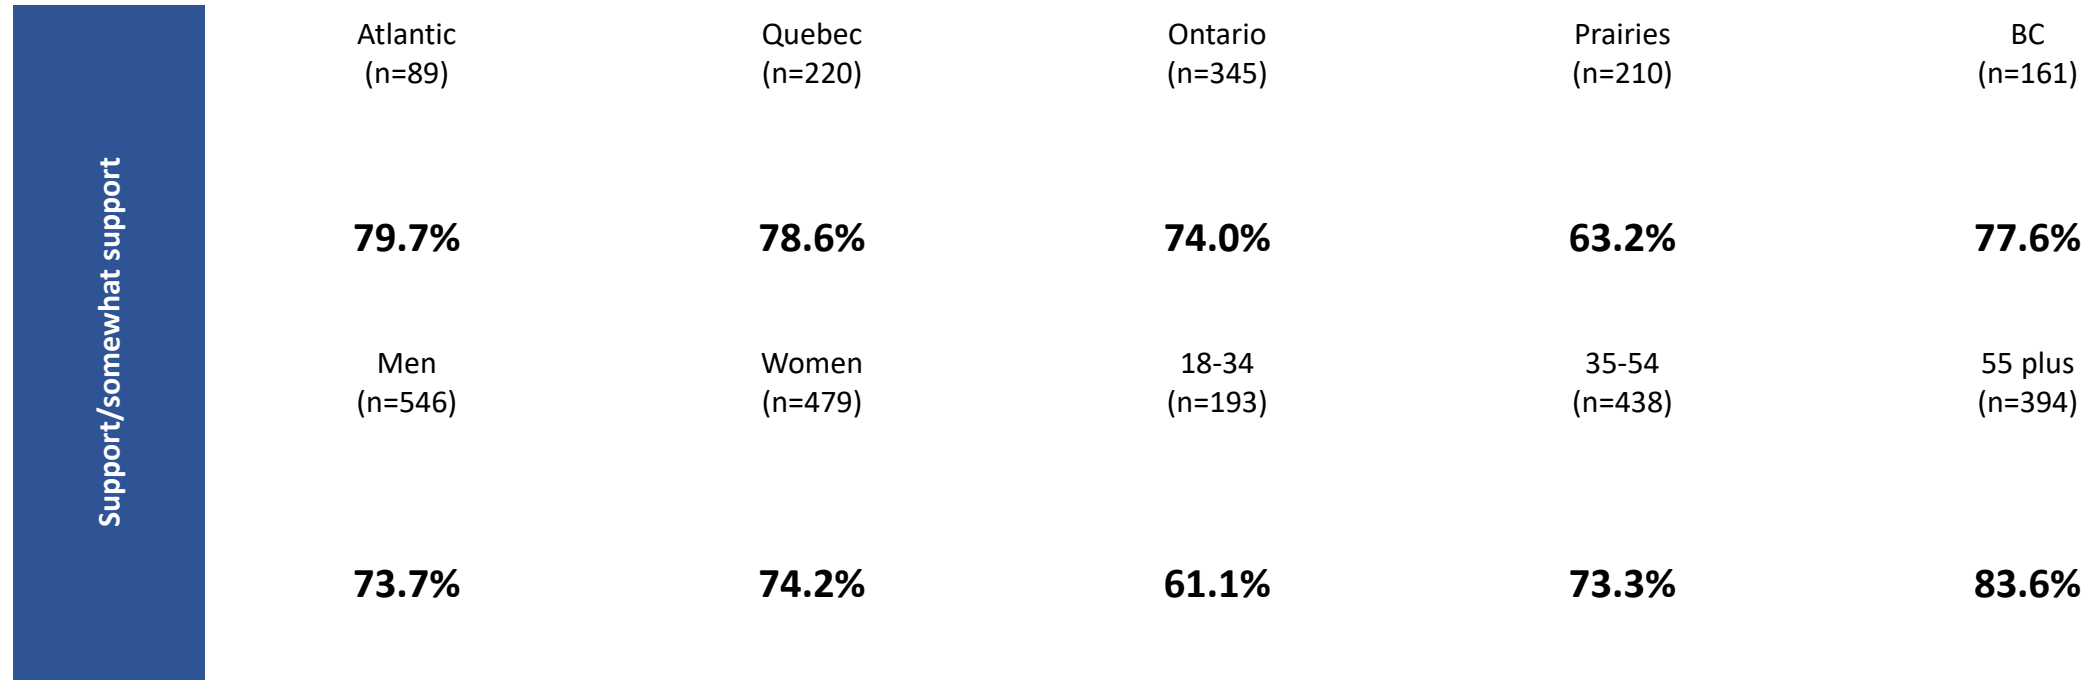 Support/somewhat support
Atlantic
(n=89)
Quebec
(n=220)
Ontario
(n=345)
Prairies
(n=210)
BC
(n=161)
79.7%
78.6%
74.0%
63.2%
77.6%
Men
(n=546)
Women
(n=479)
18-34
(n=193)
35-54
(n=438)
55 plus
(n=394)
73.7%
74.2%
61.1%
73.3%
83.6%